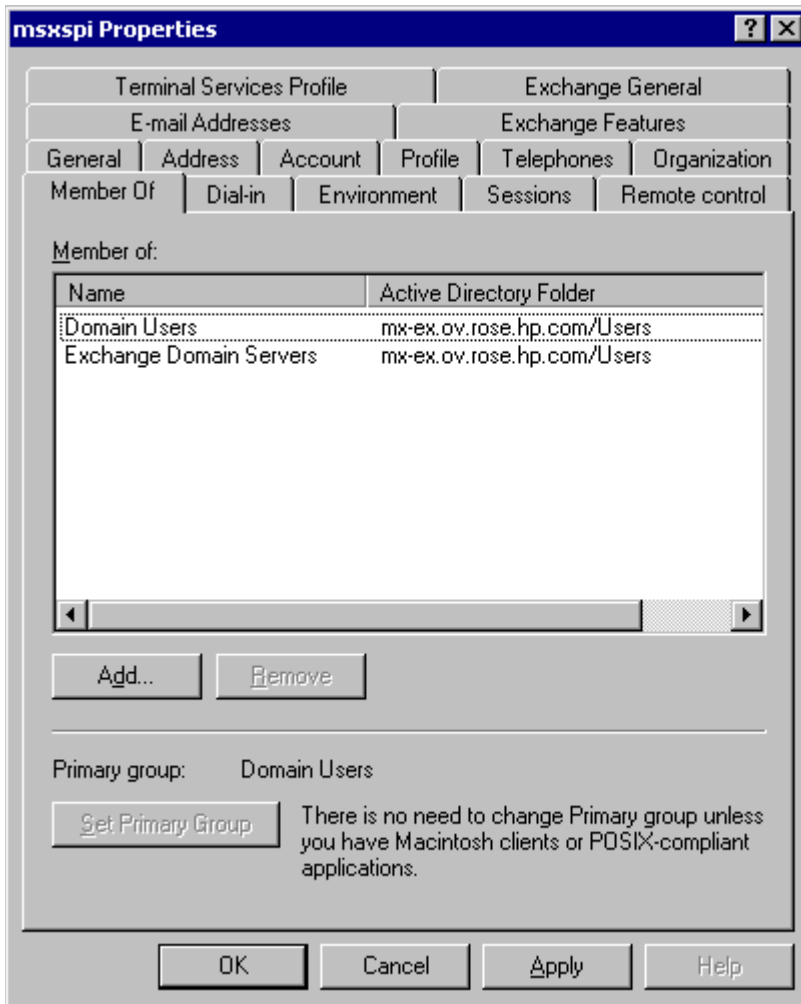 msxspi Properties
Terminal Services Profile Exchange General
E-mail Addresses Exchange Features
General Address Account Profile Telephones Organization
Member Of Dial-in Environment Sessions Remote control
Member of:
Name Active Directory Folder
Domain Users mx-ex.ov.rose.hp.com/Users
Exchange Domain Servers mx-ex.ov.rose.hp.com/Users
Add... Remove
Primary group: Domain Users
Set Primary Group
There is no need to change Primary group unless
you have Macintosh clients or POSIX-compliant
applications.
OK Cancel Apply Help